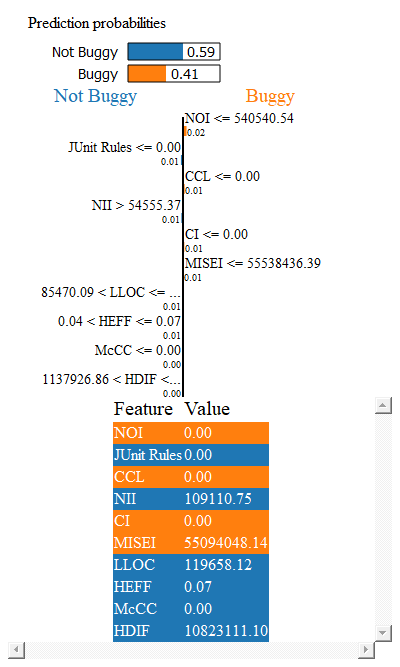 Prediction probabilities
Not Buggy 0.59
Buggy 0.41
Not Buggy Buggy
NOI <= 540540.54
0.02
JUnit Rules <= 0.00
0.01
CCL <= 0.00
0.01
NII > 54555.37
0.01
CI <= 0.00
0.01
MISEI <= 55538436.39
0.01
85470.09 < LLOC <= ...
0.01
0.04 < HEFF <= 0.07
0.01
McCC <= 0.00
0.00
1137926.86 < HDIF <...
0.00
Feature Value
NOI 0.00
JUnit Rules 0.00
CCL 0.00
NII 109110.75
CI 0.00
MISEI 55094048.14
LLOC 119658.12
HEFF 0.07
McCC 0.00
HDIF 10823111.10